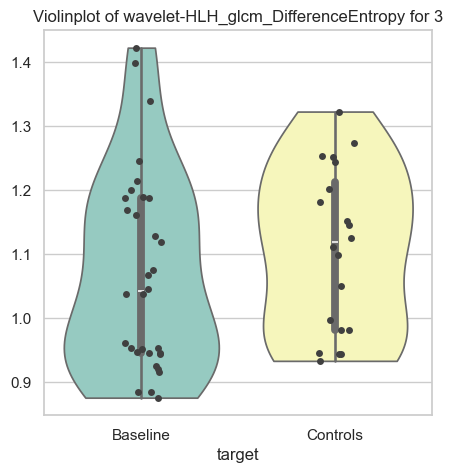 Violinplot of wavelet-HLH_glcm_DifferenceEntropy for 3
1.4
1.3
1.2
1.1
1.0
0.9
Baseline
Controls
target